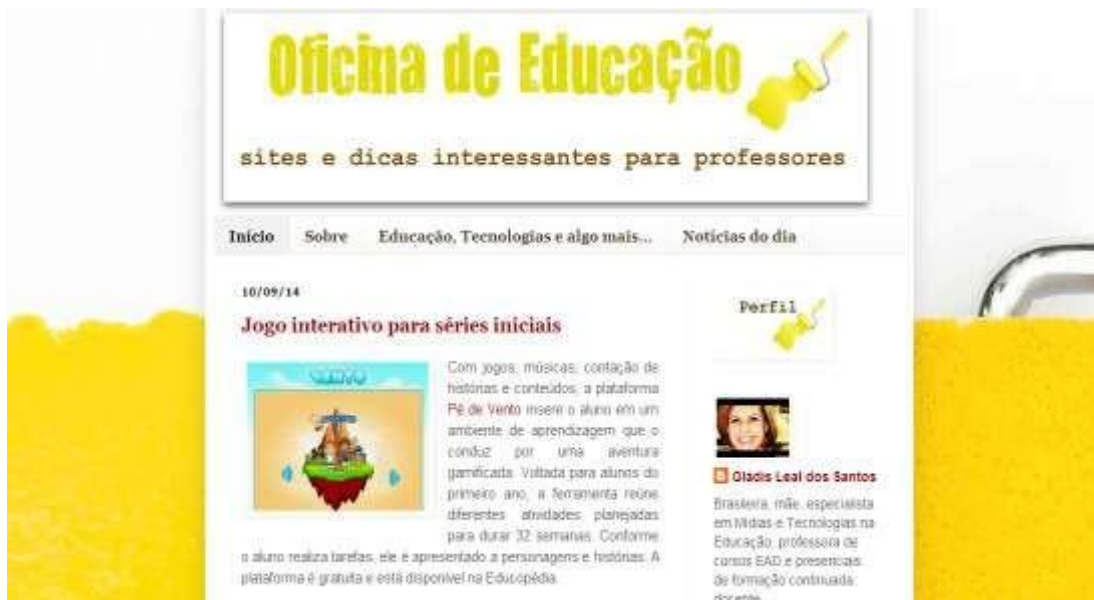 Oficina de Educação
sites e dicas interessantes para professores
Início Sobre Educação, Tecnologias e algo mais... Notícias do dia
10/09/14
Jogo interativo para séries iniciais
Com jogos, músicas, contação de
histórias e conteúdos, a plataforma
Pé de Vento insere o aluno em um
ambiente de aprendizagem que o
conduz por uma aventura
gamificada. Voltada para alunos do
primeiro ano, a ferramenta reúne
diferentes atividades planejadas
para durar 32 semanas. Conforme
o aluno realiza tarefas, ele é apresentado a personagens e histórias. A
plataforma é gratuita e está disponível na Educopédia.
Perfil
Gládis Leal dos Santos
Brasileira, mãe, especialista
em Mídias e Tecnologias na
Educação, professora de
cursos EAD e presenciais
de formação continuada
docente